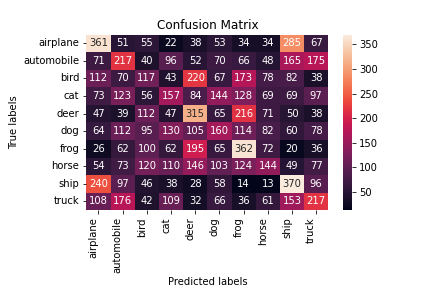 Confusion Matrix
airplane 361 51 55 22 38 53 34 34 285 67
automobile 71 217 40 96 52 70 66 48 165 175
bird 112 70 117 43 220 67 173 78 82 38
cat 73 123 56 157 84 144 128 69 69 97
deer 47 39 112 47 315 65 216 71 50 38
dog 64 112 95 130 105 160 114 82 60 78
frog 26 62 100 62 195 65 362 72 20 36
horse 54 73 120 110 146 103 124 144 49 77
ship 240 97 46 38 28 58 14 13 370 96
truck 108 176 42 109 32 66 36 61 153 217
airplane automobile bird cat deer dog frog horse ship truck
True labels
Predicted labels
350
300
250
200
150
100
50